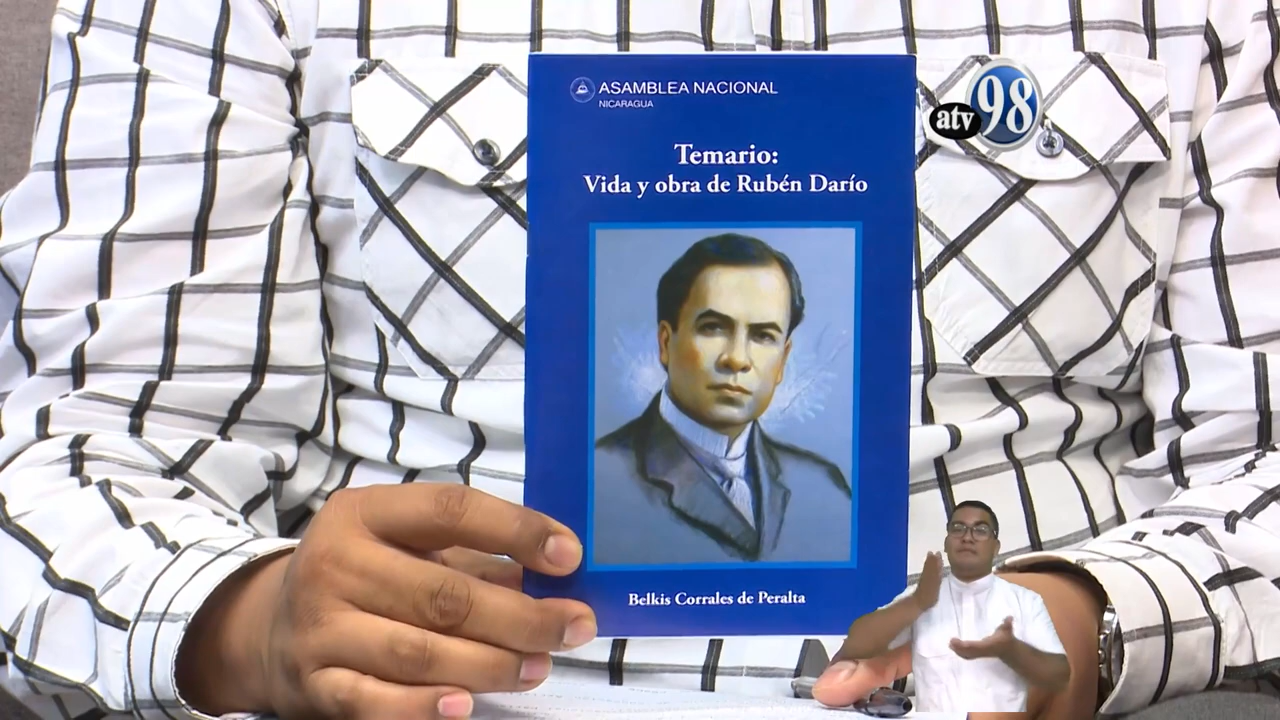 ASAMBLEA NACIONAL
NICARAGUA
Temario:
Vida y obra de Rubén Darío
Belkis Corrales de Peralta
atv 98